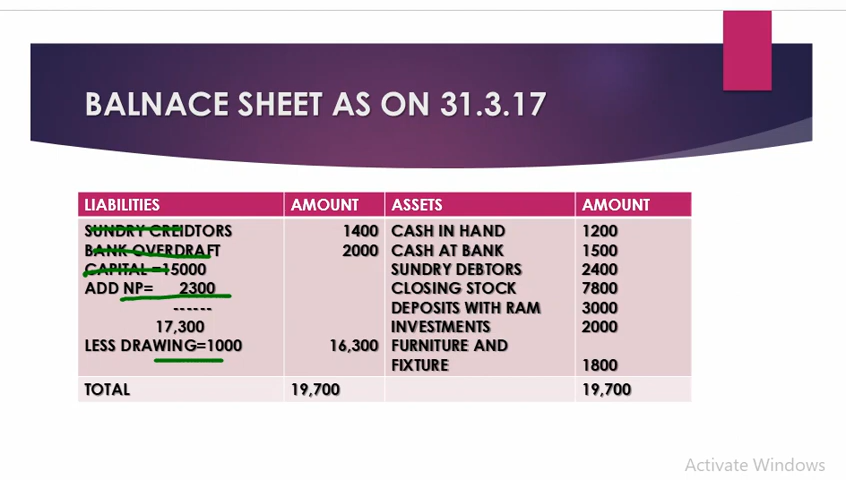 BALNACE SHEET AS ON 31.3.17
LIABILITIES AMOUNT ASSETS AMOUNT
SUNDRY CREIDTORS 1400 CASH IN HAND 1200
BANK OVERDRAFT 2000 CASH AT BANK 1500
CAPITAL =15000 SUNDRY DEBTORS 2400
ADD NP= 2300 CLOSING STOCK 7800
------ DEPOSITS WITH RAM 3000
17,300 INVESTMENTS 2000
LESS DRAWING=1000 16,300 FURNITURE AND
FIXTURE 1800
TOTAL 19,700 19,700
Activate Windows